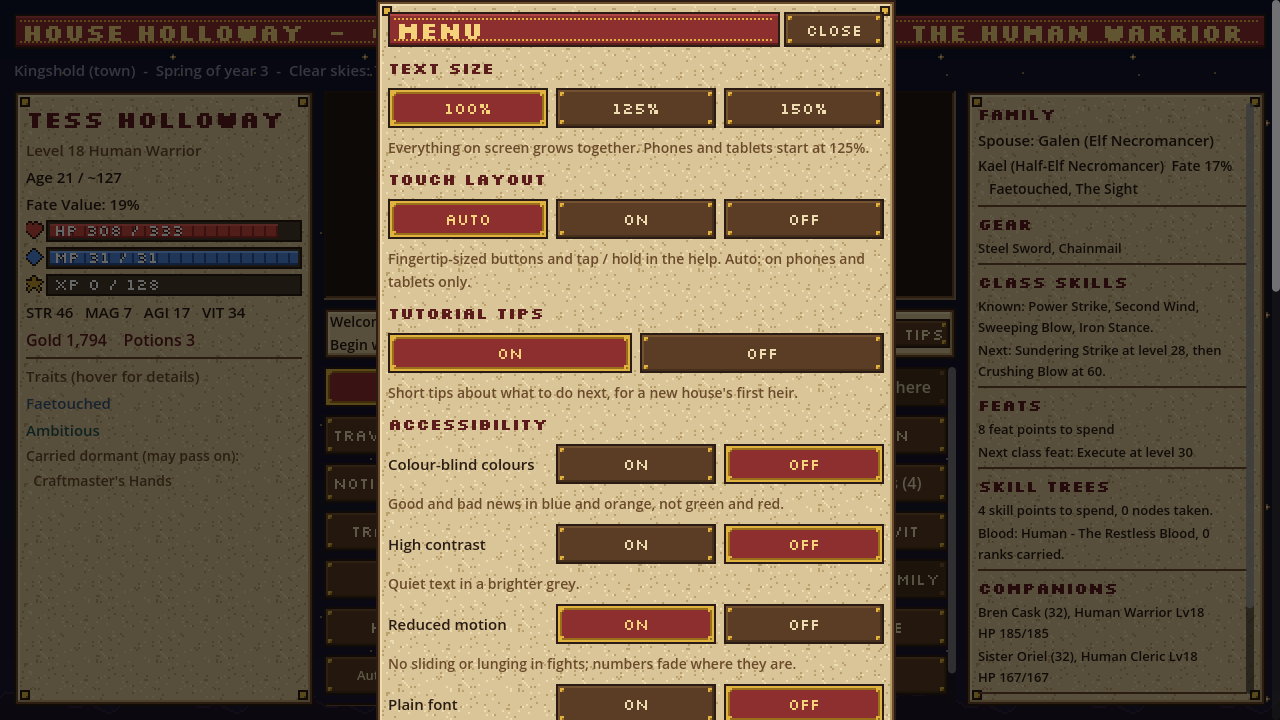 HOUSE HOLLOWAY -
THE HUMAN WARRIOR
Kingshold (town) - Spring of year 3 - Clear skies:
TESS HOLLOWAY
Level 18 Human Warrior
Age 21 / ~127
Fate Value: 19%
HP 308 / 333
MP 31 / 31
XP 0 / 128
STR 46 MAG 7 AGI 17 VIT 34
Gold 1,794 Potions 3
Traits (hover for details)
Faetouched
Ambitious
Carried dormant (may pass on):
Craftmaster's Hands
Begin
TIPS
here
(4)
MENU
CLOSE
TEXT SIZE
100%
125%
150%
Everything on screen grows together. Phones and tablets start at 125%.
TOUCH LAYOUT
AUTO
ON
OFF
Fingertip-sized buttons and tap / hold in the help. Auto: on phones and
tablets only.
TUTORIAL TIPS
ON
OFF
Short tips about what to do next, for a new house's first heir.
ACCESSIBILITY
Colour-blind colours
ON
OFF
Good and bad news in blue and orange, not green and red.
High contrast
ON
OFF
Quiet text in a brighter grey.
Reduced motion
ON
OFF
No sliding or lunging in fights; numbers fade where they are.
Plain font
ON
OFF
FAMILY
Spouse: Galen (Elf Necromancer)
Kael (Half-Elf Necromancer) Fate 17%
Faetouched, The Sight
GEAR
Steel Sword, Chainmail
CLASS SKILLS
Known: Power Strike, Second Wind,
Sweeping Blow, Iron Stance.
Next: Sundering Strike at level 28, then
Crushing Blow at 60.
FEATS
8 feat points to spend
Next class feat: Execute at level 30
SKILL TREES
4 skill points to spend, 0 nodes taken.
Blood: Human - The Restless Blood, 0
ranks carried.
COMPANIONS
Bren Cask (32), Human Warrior Lv18
HP 185/185
Sister Oriel (32), Human Cleric Lv18
HP 167/167